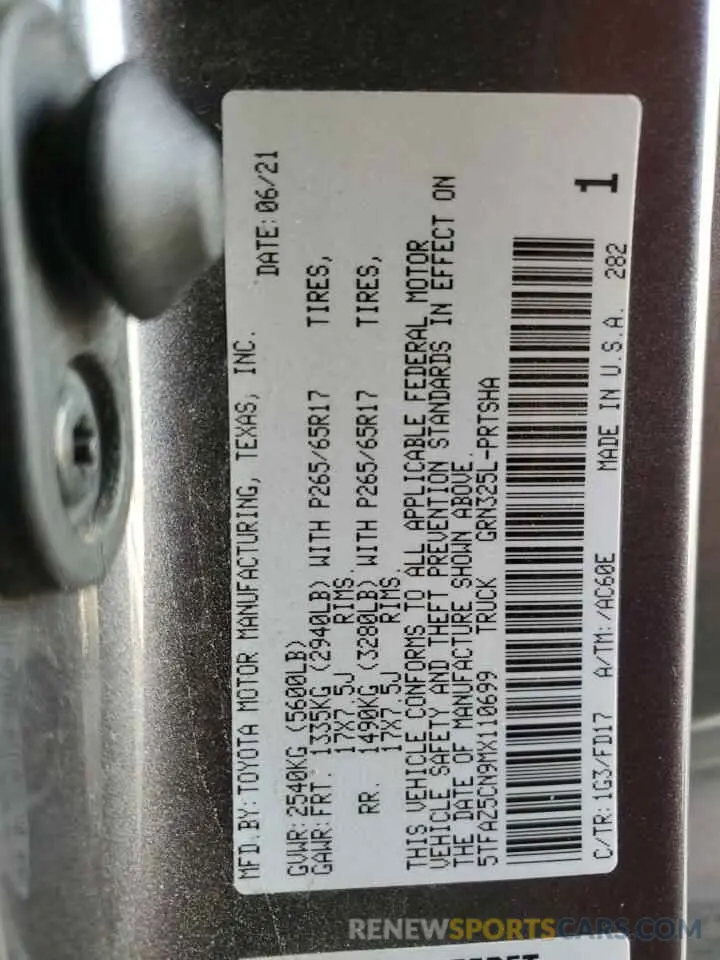 MFD.BY:TOYOTA MOTOR MANUFACTURING, TEXAS, INC. DATE:06/21
GVWR:2540KG (5600LB)
GAWR:FRT. 1335KG (2940LB) WITH P265/65R17 TIRES,
17X7.5J RIMS.
RR. 1490KG (3280LB) WITH P265/65R17 TIRES,
17X7.5J RIMS.
THIS VEHICLE CONFORMS TO ALL APPLICABLE FEDERAL MOTOR
VEHICLE SAFETY AND THEFT PREVENTION STANDARDS IN EFFECT ON
THE DATE OF MANUFACTURE SHOWN ABOVE.
5TFAZ5CN9MX110699 TRUCK GRN325L-PRTSHA
1
C/TR:1G3/FD17 A/TM:/AC60E MADE IN U.S.A. 282
RENEWSPORTSCARS.COM